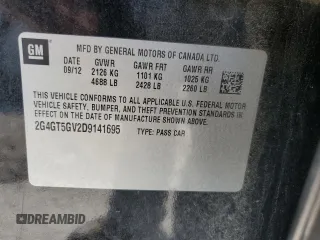 GM
MFD BY GENERAL MOTORS OF CANADA LTD.
DATE GVWR GAWR FRT GAWR RR
09/12 2126 KG 1101 KG 1025 KG
4688 LB 2428 LB 2260 LB
THIS VEHICLE CONFORMS TO ALL APPLICABLE U.S. FEDERAL MOTOR
VEHICLE SAFETY, BUMPER, AND THEFT PREVENTION STANDARDS IN
EFFECT ON THE DATE OF MANUFACTURE SHOWN ABOVE.
2G4GT5GV2D9141695 TYPE: PASS CAR
DREAMBID